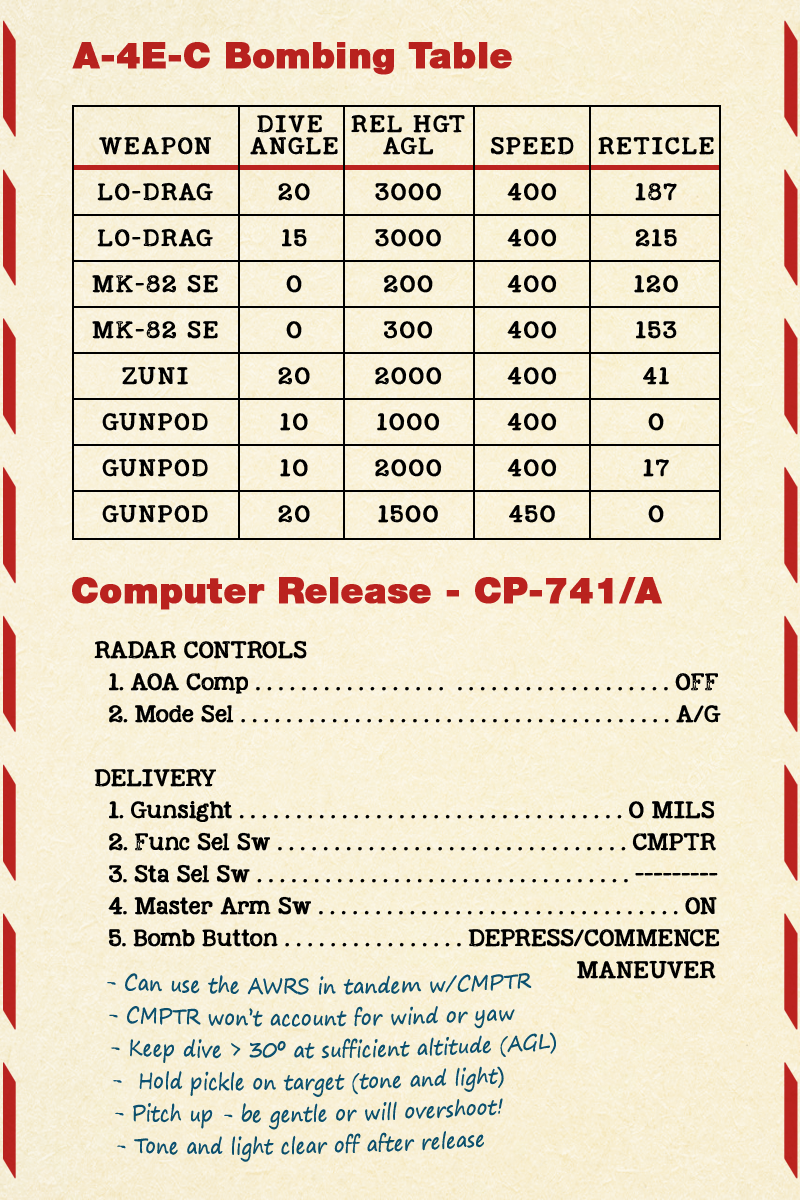 A-4E-C Bombing Table
WEAPON DIVE ANGLE REL HGT AGL SPEED RETICLE
LO-DRAG 20 3000 400 187
LO-DRAG 15 3000 400 215
MK-82 SE 0 200 400 120
MK-82 SE 0 300 400 153
ZUNI 20 2000 400 41
GUNPOD 10 1000 400 0
GUNPOD 10 2000 400 17
GUNPOD 20 1500 450 0
Computer Release - CP-741/A
RADAR CONTROLS
1. AOA Comp ...................................... OFF
2. Mode Sel .......................................... A/G
DELIVERY
1. Gunsight ..................................... 0 MILS
2. Func Sel Sw ................................. CMPTR
3. Sta Sel Sw ................................... ---------
4. Master Arm Sw .................................. ON
5. Bomb Button ................. DEPRESS/COMMENCE
MANEUVER
- Can use the AWRS in tandem w/CMPTR
- CMPTR won't account for wind or yaw
- Keep dive > 30º at sufficient altitude (AGL)
- Hold pickle on target (tone and light)
- Pitch up - be gentle or will overshoot!
- Tone and light clear off after release